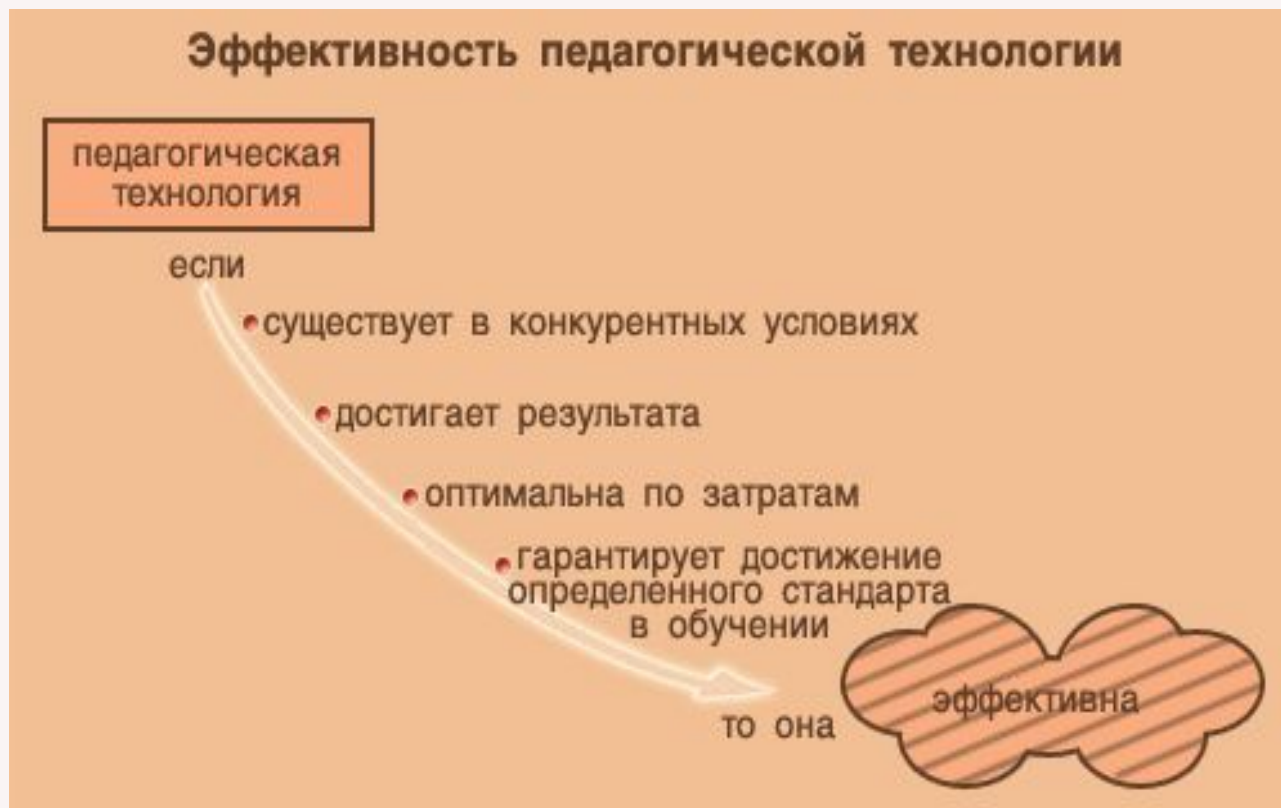 Эффективность педагогической технологии
педагогическая
технология
если
существует в конкурентных условиях
достигает результата
оптимальна по затратам
гарантирует достижение
определенного стандарта
в обучении
то она
эффективна